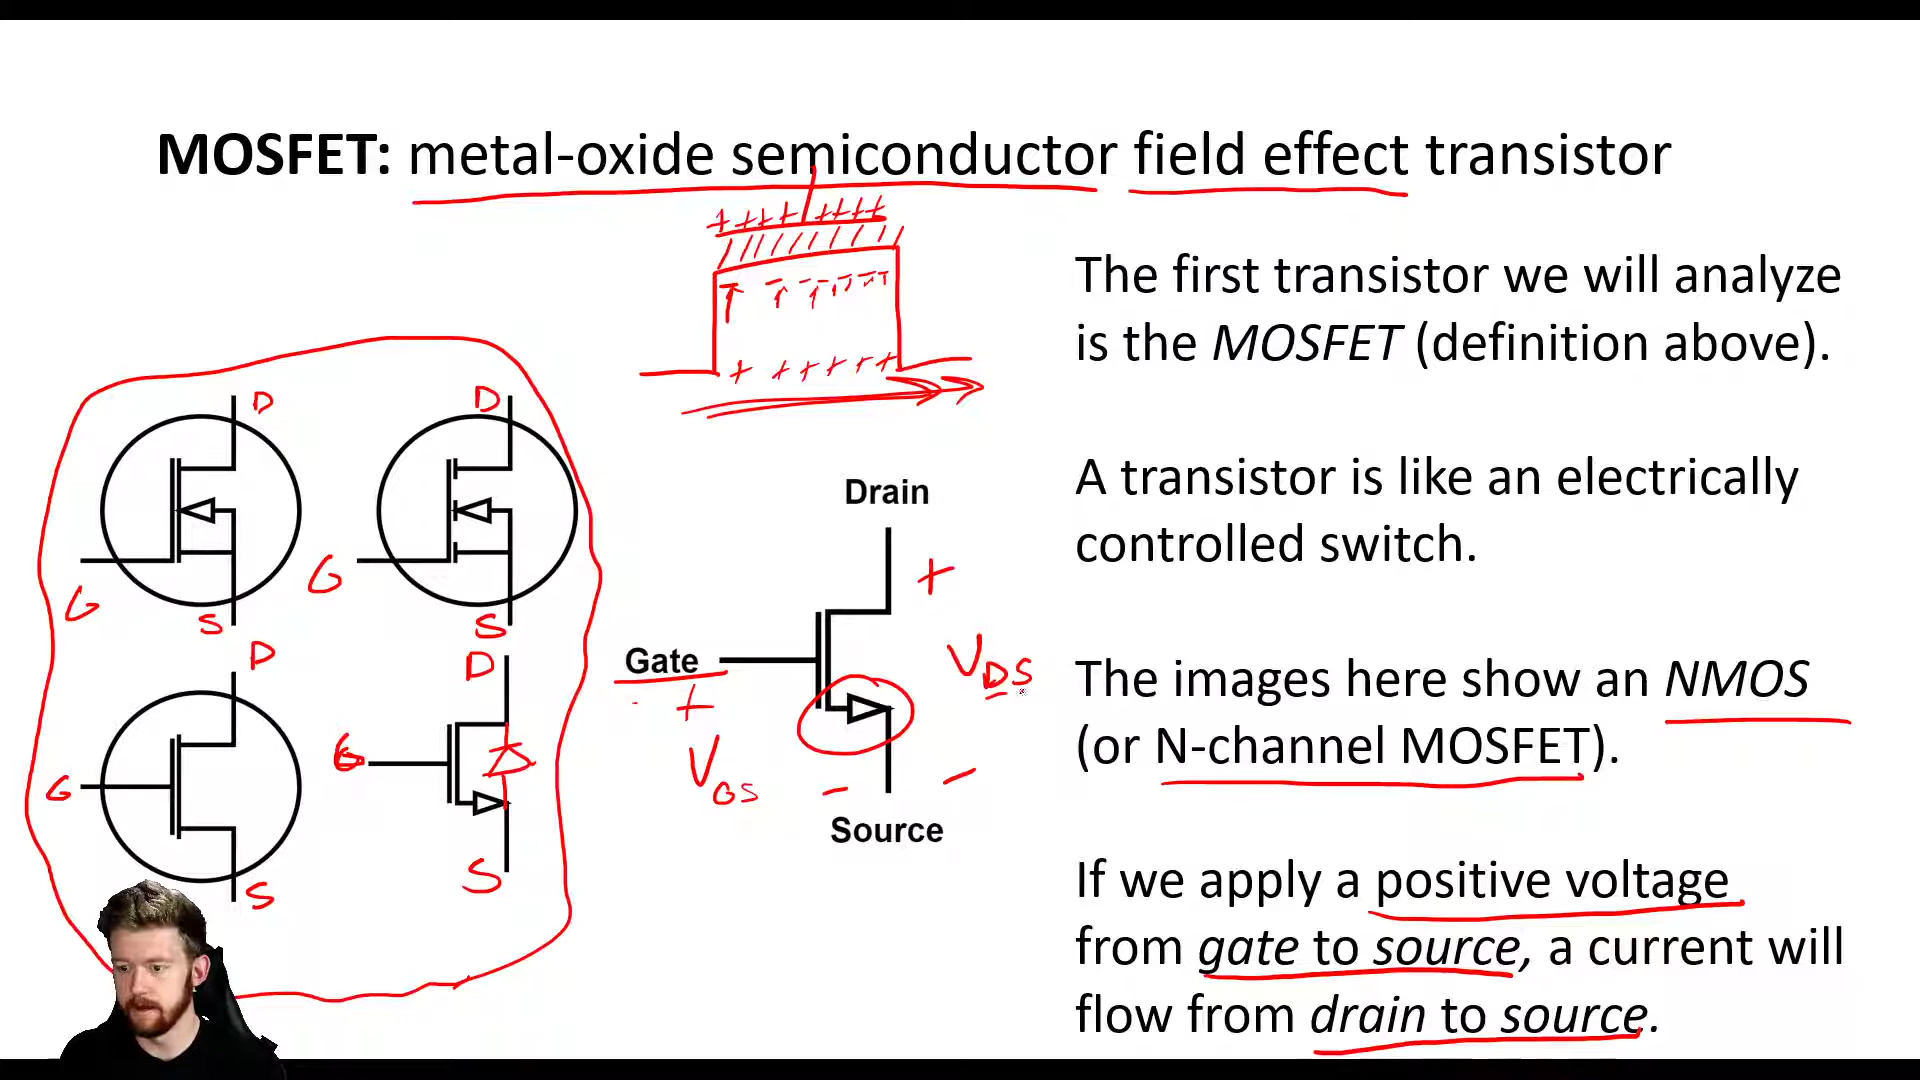 MOSFET: metal-oxide semiconductor field effect transistor
+ + + + + + + +
The first transistor we will analyze
is the MOSFET (definition above).
+ + + + + +
D
D
A transistor is like an electrically
controlled switch.
Drain
+
G
G
S
S
D
D
Gate
+
VDS
The images here show an NMOS
(or N-channel MOSFET).
G
G
VGS
-
-
Source
S
S
If we apply a positive voltage
from gate to source, a current will
flow from drain to source.